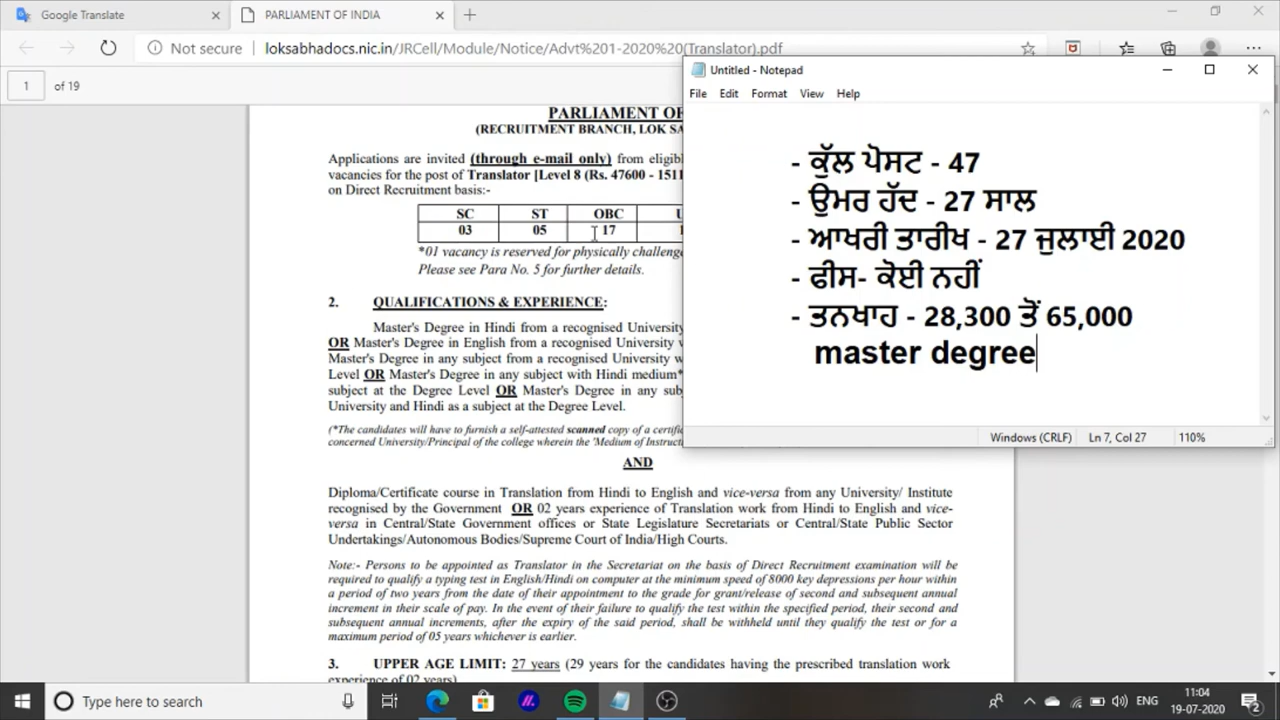 Google Translate
PARLIAMENT OF INDIA
Not secure
loksabhadocs.nic.in/JRCell/Module/Notice/Advt%201-2020%20(Translator).pdf
1 of 19
PARLIAMENT OF
(RECRUITMENT BRANCH, LOK SA
Applications are invited (through e-mail only) from eligib
vacancies for the post of Translator [Level 8 (Rs. 47600 - 1511
on Direct Recruitment basis:-
SC ST OBC U
03 05 17
*01 vacancy is reserved for physically challenge
Please see Para No. 5 for further details.
2. QUALIFICATIONS & EXPERIENCE:
Master's Degree in Hindi from a recognised University
OR Master's Degree in English from a recognised University w
Master's Degree in any subject from a recognised University w
Level OR Master's Degree in any subject with Hindi medium*
subject at the Degree Level OR Master's Degree in any sub
University and Hindi as a subject at the Degree Level.
(*The candidates will have to furnish a self-attested scanned copy of a certific
concerned University/Principal of the college wherein the 'Medium of Instruct
AND
Diploma/Certificate course in Translation from Hindi to English and vice-versa from any University/ Institute
recognised by the Government OR 02 years experience of Translation work from Hindi to English and vice-
versa in Central/State Government offices or State Legislature Secretariats or Central/State Public Sector
Undertakings/Autonomous Bodies/Supreme Court of India/High Courts.
Note:- Persons to be appointed as Translator in the Secretariat on the basis of Direct Recruitment examination will be
required to qualify a typing test in English/Hindi on computer at the minimum speed of 8000 key depressions per hour within
a period of two years from the date of their appointment to the grade for grant/release of second and subsequent annual
increment in their scale of pay. In the event of their failure to qualify the test within the specified period, their second and
subsequent annual increments, after the expiry of the said period, shall be withheld until they qualify the test or for a
maximum period of 05 years whichever is earlier.
3. UPPER AGE LIMIT: 27 years (29 years for the candidates having the prescribed translation work
experience of 02 years)
Untitled - Notepad
File Edit Format View Help
- ਕੁੱਲ ਪੋਸਟ - 47
- ਉਮਰ ਹੱਦ - 27 ਸਾਲ
- ਆਖਰੀ ਤਾਰੀਖ - 27 ਜੁਲਾਈ 2020
- ਫੀਸ- ਕੋਈ ਨਹੀਂ
- ਤਨਖਾਹ - 28,300 ਤੋਂ 65,000
master degree
Windows (CRLF) Ln 7, Col 27 110%
Type here to search
ENG
11:04
19-07-2020
2